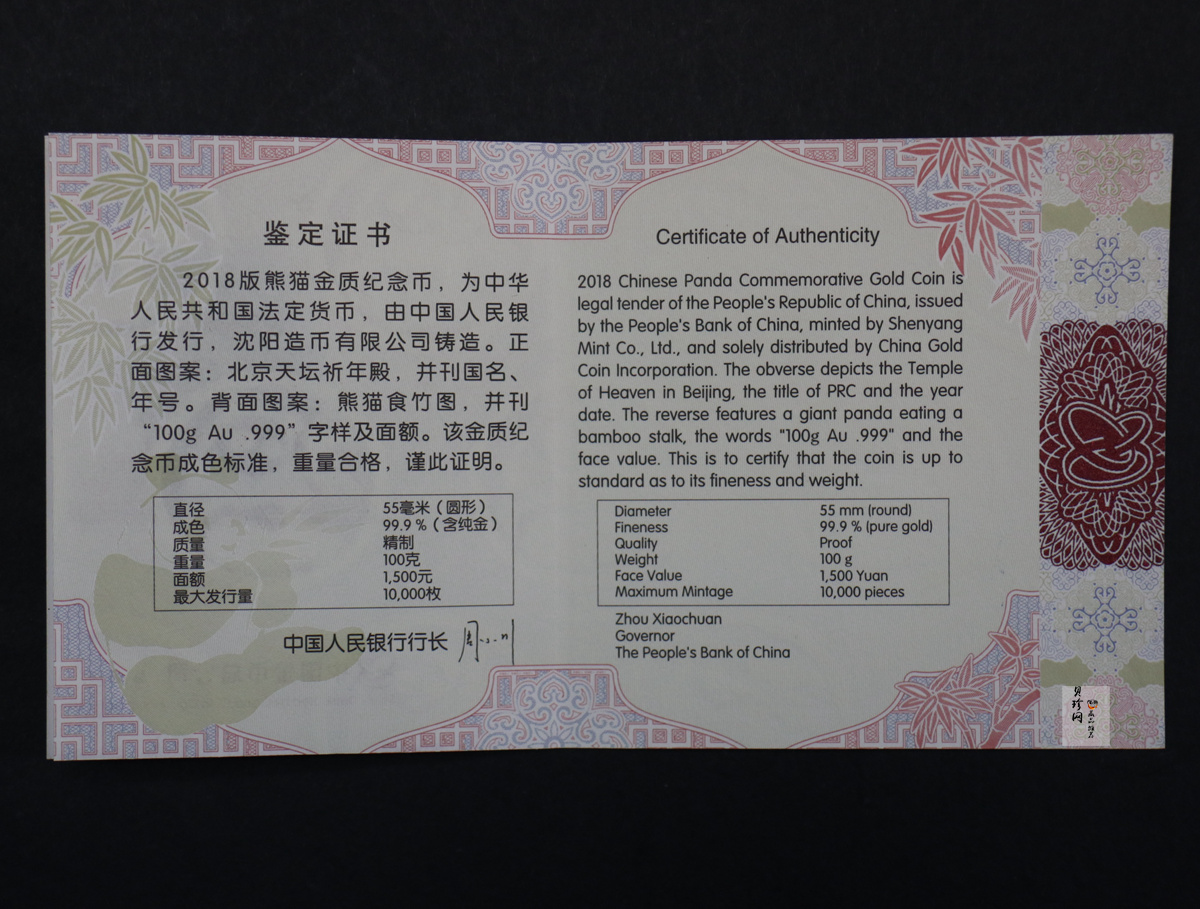 鉴定证书
2018版熊猫金质纪念币，为中华
人民共和国法定货币，由中国人民银
行发行，沈阳造币有限公司铸造。正
面图案：北京天坛祈年殿，并刊国名、
年号。背面图案：熊猫食竹图，并刊
“100g Au .999”字样及面额。该金质纪
念币成色标准，重量合格，谨此证明。
直径 55毫米（圆形）
成色 99.9 %（含纯金）
质量 精制
重量 100克
面额 1,500元
最大发行量 10,000枚
中国人民银行行长
Certificate of Authenticity
2018 Chinese Panda Commemorative Gold Coin is
legal tender of the People's Republic of China, issued
by the People's Bank of China, minted by Shenyang
Mint Co., Ltd., and solely distributed by China Gold
Coin Incorporation. The obverse depicts the Temple
of Heaven in Beijing, the title of PRC and the year
date. The reverse features a giant panda eating a
bamboo stalk, the words "100g Au .999" and the
face value. This is to certify that the coin is up to
standard as to its fineness and weight.
Diameter 55 mm (round)
Fineness 99.9 % (pure gold)
Quality Proof
Weight 100 g
Face Value 1,500 Yuan
Maximum Mintage 10,000 pieces
Zhou Xiaochuan
Governor
The People's Bank of China
贝珍网